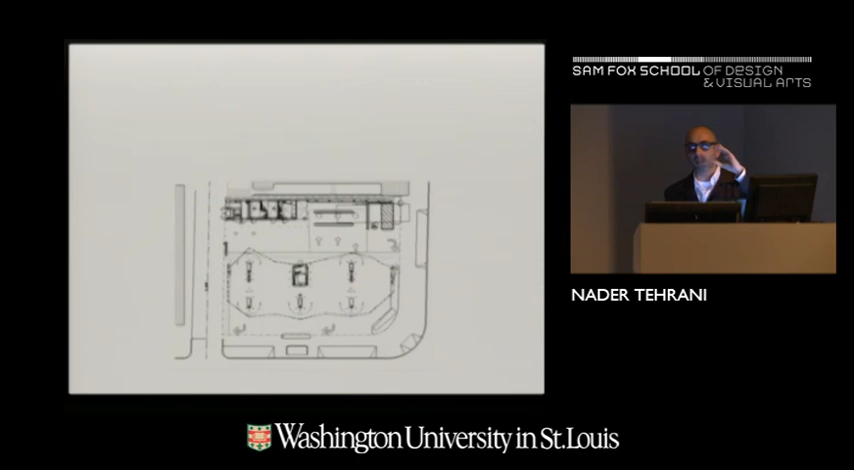 SAM FOX SCHOOL OF DESIGN
& VISUAL ARTS
NADER TEHRANI
Washington University in St. Louis